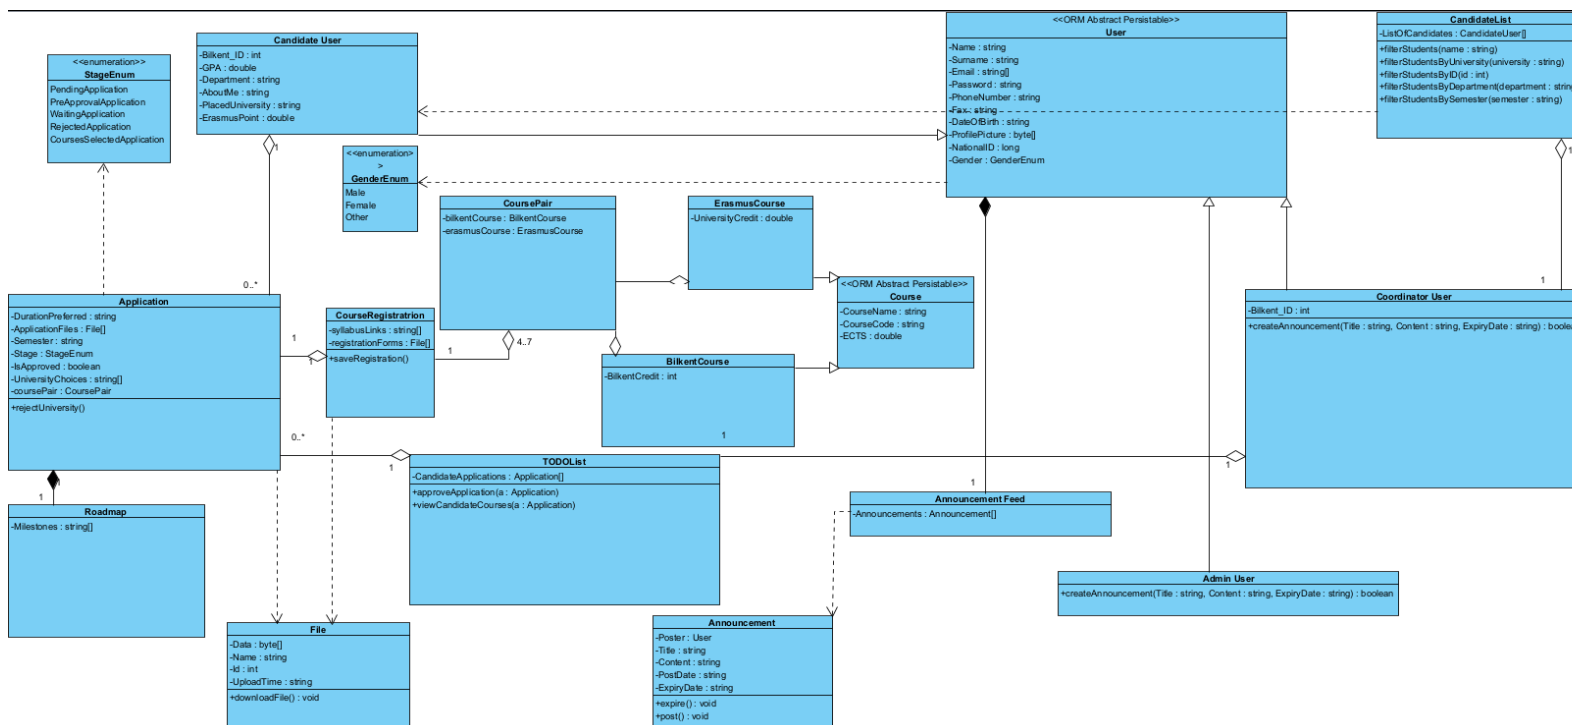 <<enumeration>>
StageEnum
PendingApplication
PreApprovalApplication
WaitingApplication
RejectedApplication
CoursesSelectedApplication
Candidate User
-Bilkent_ID : int
-GPA : double
-Department : string
-AboutMe : string
-PlacedUniversity : string
-ErasmusPoint : double
1
0..*
<<enumeration>
>
GenderEnum
Male
Female
Other
<<ORM Abstract Persistable>>
User
-Name : string
-Surname : string
-Email : string[]
-Password : string
-PhoneNumber : string
-Fax : string
-DateOfBirth : string
-ProfilePicture : byte[]
-NationalID : long
-Gender : GenderEnum
CandidateList
-ListOfCandidates : CandidateUser[]
+filterStudents(name : string)
+filterStudentsByUniversity(university : string)
+filterStudentsByID(id : int)
+filterStudentsByDepartment(department : string
+filterStudentsBySemester(semester : string)
1
1
CoursePair
-bilkentCourse : BilkentCourse
-erasmusCourse : ErasmusCourse
4..7
ErasmusCourse
-UniversityCredit : double
<<ORM Abstract Persistable>>
Course
-CourseName : string
-CourseCode : string
-ECTS : double
BilkentCourse
-BilkentCredit : int
1
Application
-DurationPreferred : string
-ApplicationFiles : File[]
-Semester : string
-Stage : StageEnum
-IsApproved : boolean
-UniversityChoices : string[]
-coursePair : CoursePair
+rejectUniversity()
1
1
CourseRegistratrion
-syllabusLinks : string[]
-registrationForms : File[]
+saveRegistration()
1
Coordinator User
-Bilkent_ID : int
+createAnnouncement(Title : string, Content : string, ExpiryDate : string) : boolea
0..*
1
1
TODOList
-CandidateApplications : Application[]
+approveApplication(a : Application)
+viewCandidateCourses(a : Application)
1
1
Roadmap
-Milestones : string[]
1
Announcement Feed
-Announcements : Announcement[]
Admin User
+createAnnouncement(Title : string, Content : string, ExpiryDate : string) : boolean
File
-Data : byte[]
-Name : string
-Id : int
-UploadTime : string
+downloadFile() : void
Announcement
-Poster : User
-Title : string
-Content : string
-PostDate : string
-ExpiryDate : string
+expire() : void
+post() : void